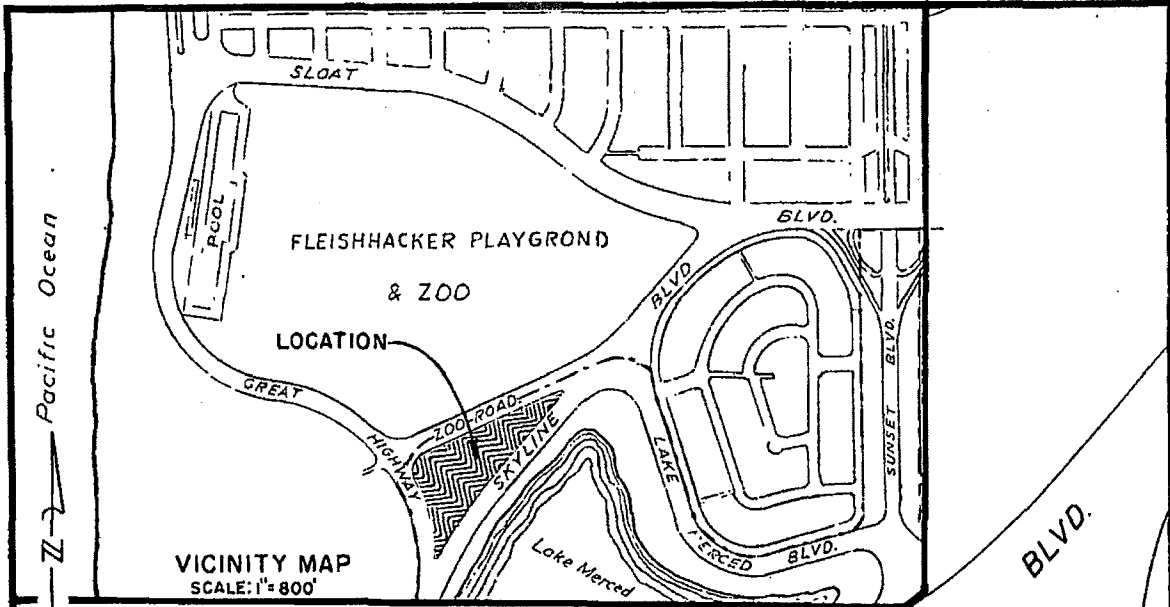 SLOAT
BLVD.
POOL
Pacific Ocean
FLEISHHACKER PLAYGROND
& ZOO
BLVD
LOCATION
GREAT
HIGHWAY
ZOO ROAD
SKYLINE
LAKE
MERCED
BLVD.
SUNSET BLVD.
Lake Merced
N
VICINITY MAP
SCALE: 1"=800'
BLVD.